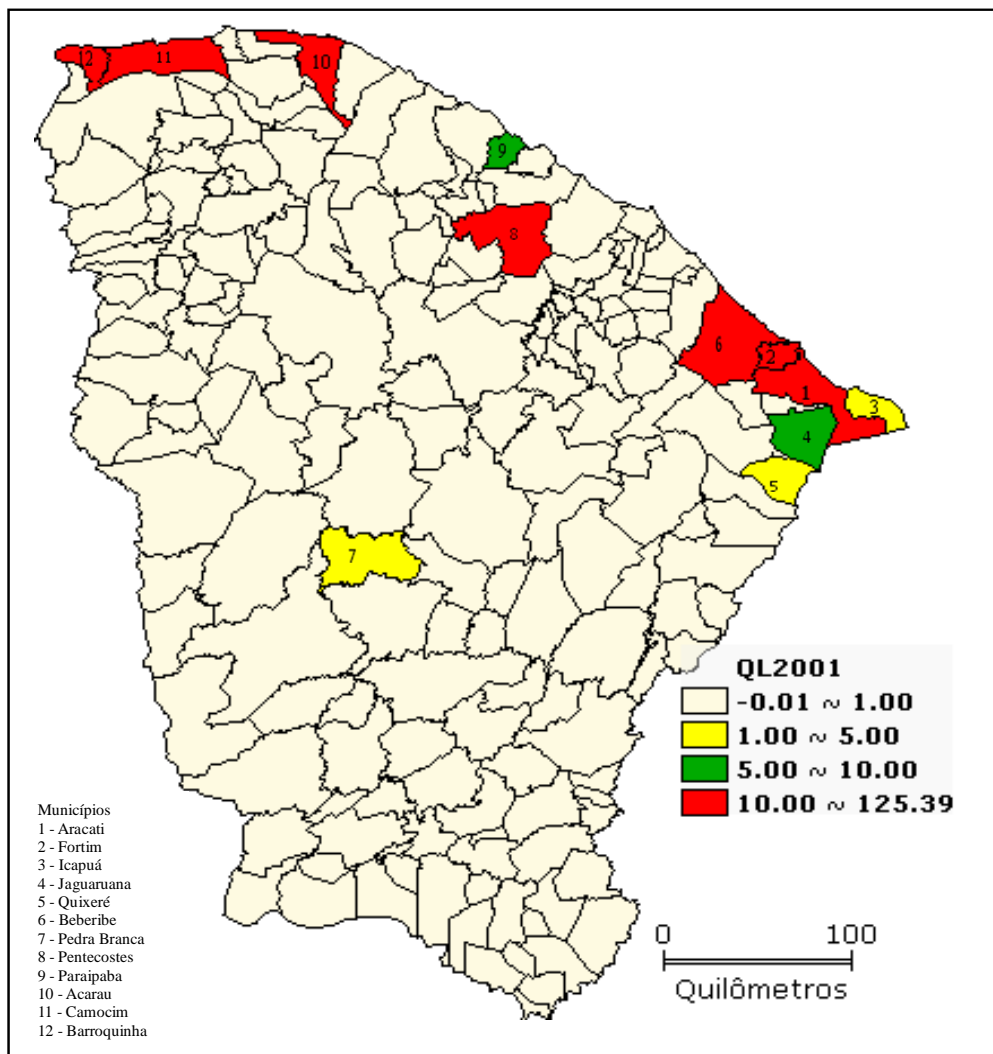 12
11
10
9
8
6
2
1
3
4
5
7
QL2001
-0.01 ~ 1.00
1.00 ~ 5.00
5.00 ~ 10.00
10.00 ~ 125.39
Municípios
1 - Aracati
2 - Fortim
3 - Icapuá
4 - Jaguaruana
5 - Quixeré
6 - Beberibe
7 - Pedra Branca
8 - Pentecostes
9 - Paraipaba
10 - Acarau
11 - Camocim
12 - Barroquinha
0 100
Quilômetros